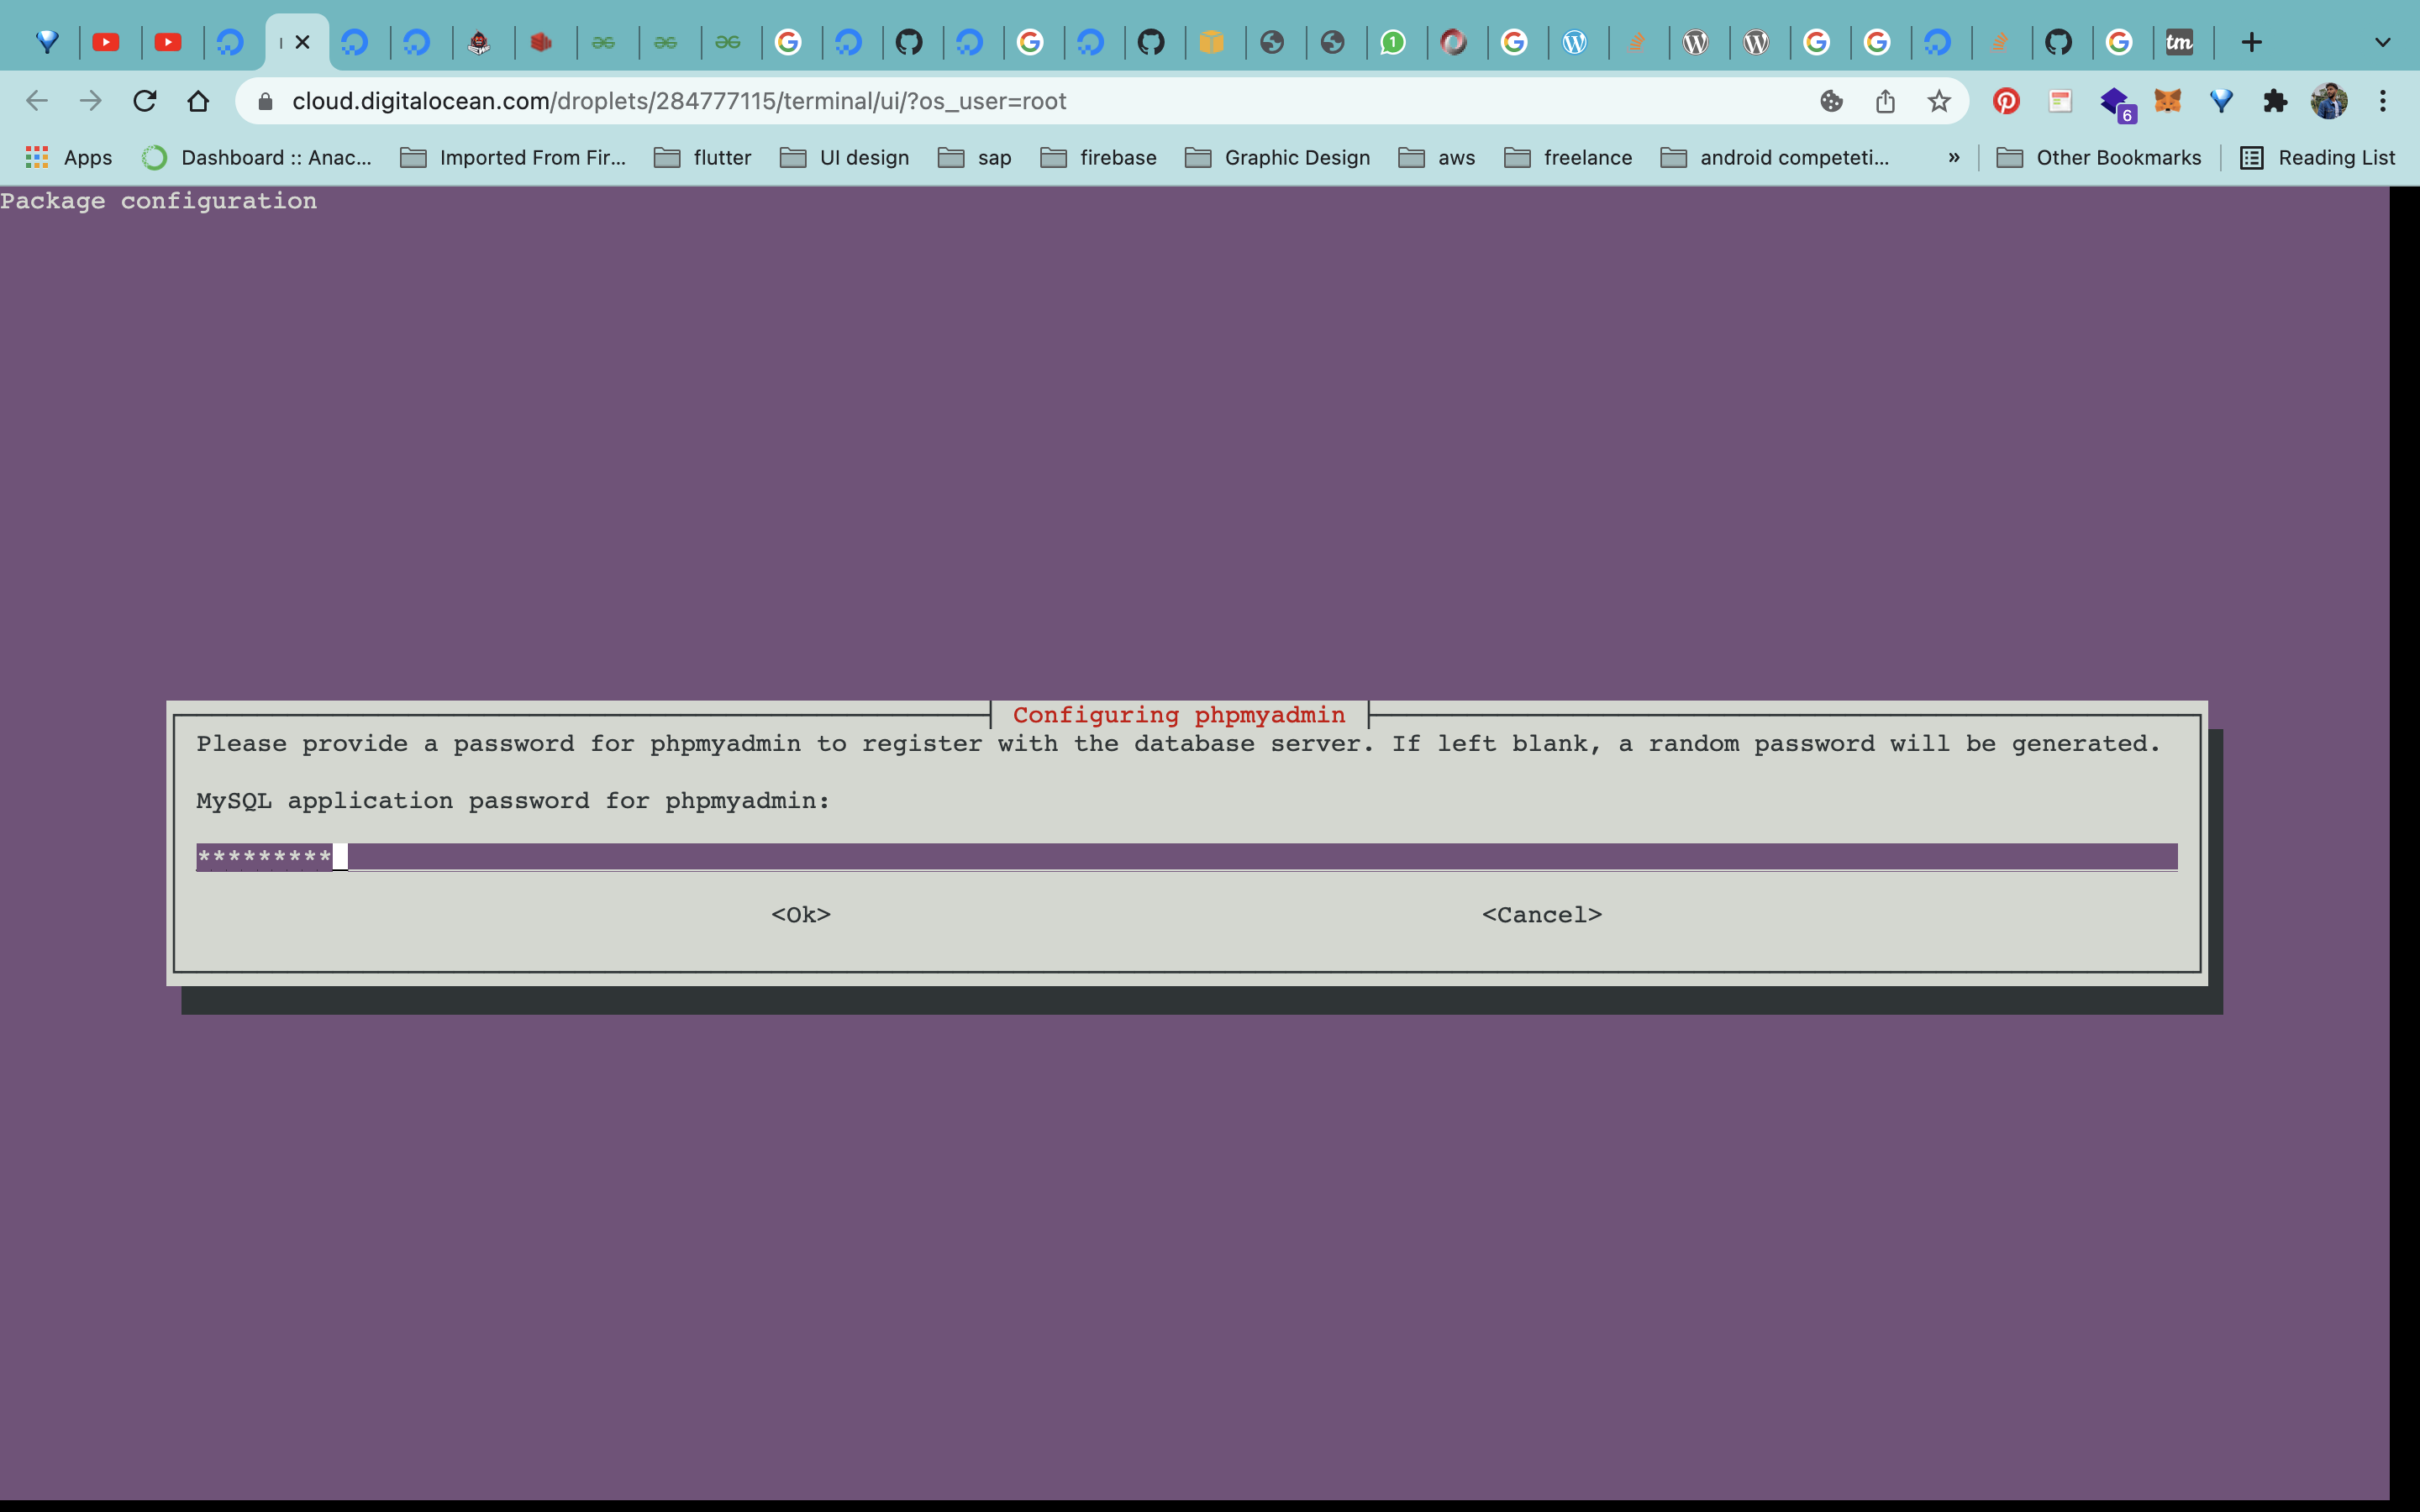 1
tm
cloud.digitalocean.com/droplets/284777115/terminal/ui/?os_user=root
6
Apps
Dashboard :: Anac...
Imported From Fir...
flutter
UI design
sap
firebase
Graphic Design
aws
freelance
android competeti...
»
Other Bookmarks
Reading List
Package configuration
Configuring phpmyadmin
Please provide a password for phpmyadmin to register with the database server. If left blank, a random password will be generated.
MySQL application password for phpmyadmin:
*********
<Ok> <Cancel>